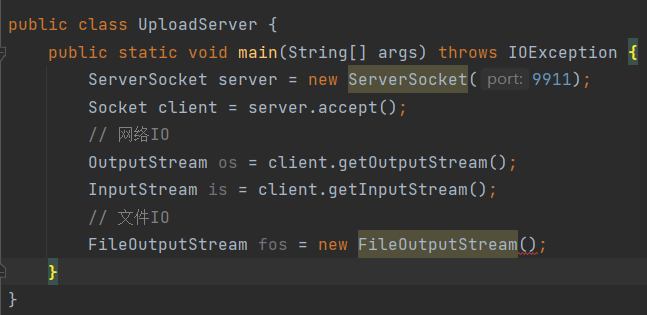 public class UploadServer {
    public static void main(String[] args) throws IOException {
        ServerSocket server = new ServerSocket( port: 9911);
        Socket client = server.accept();
        // 网络IO
        OutputStream os = client.getOutputStream();
        InputStream is = client.getInputStream();
        // 文件IO
        FileOutputStream fos = new FileOutputStream();
    }
}